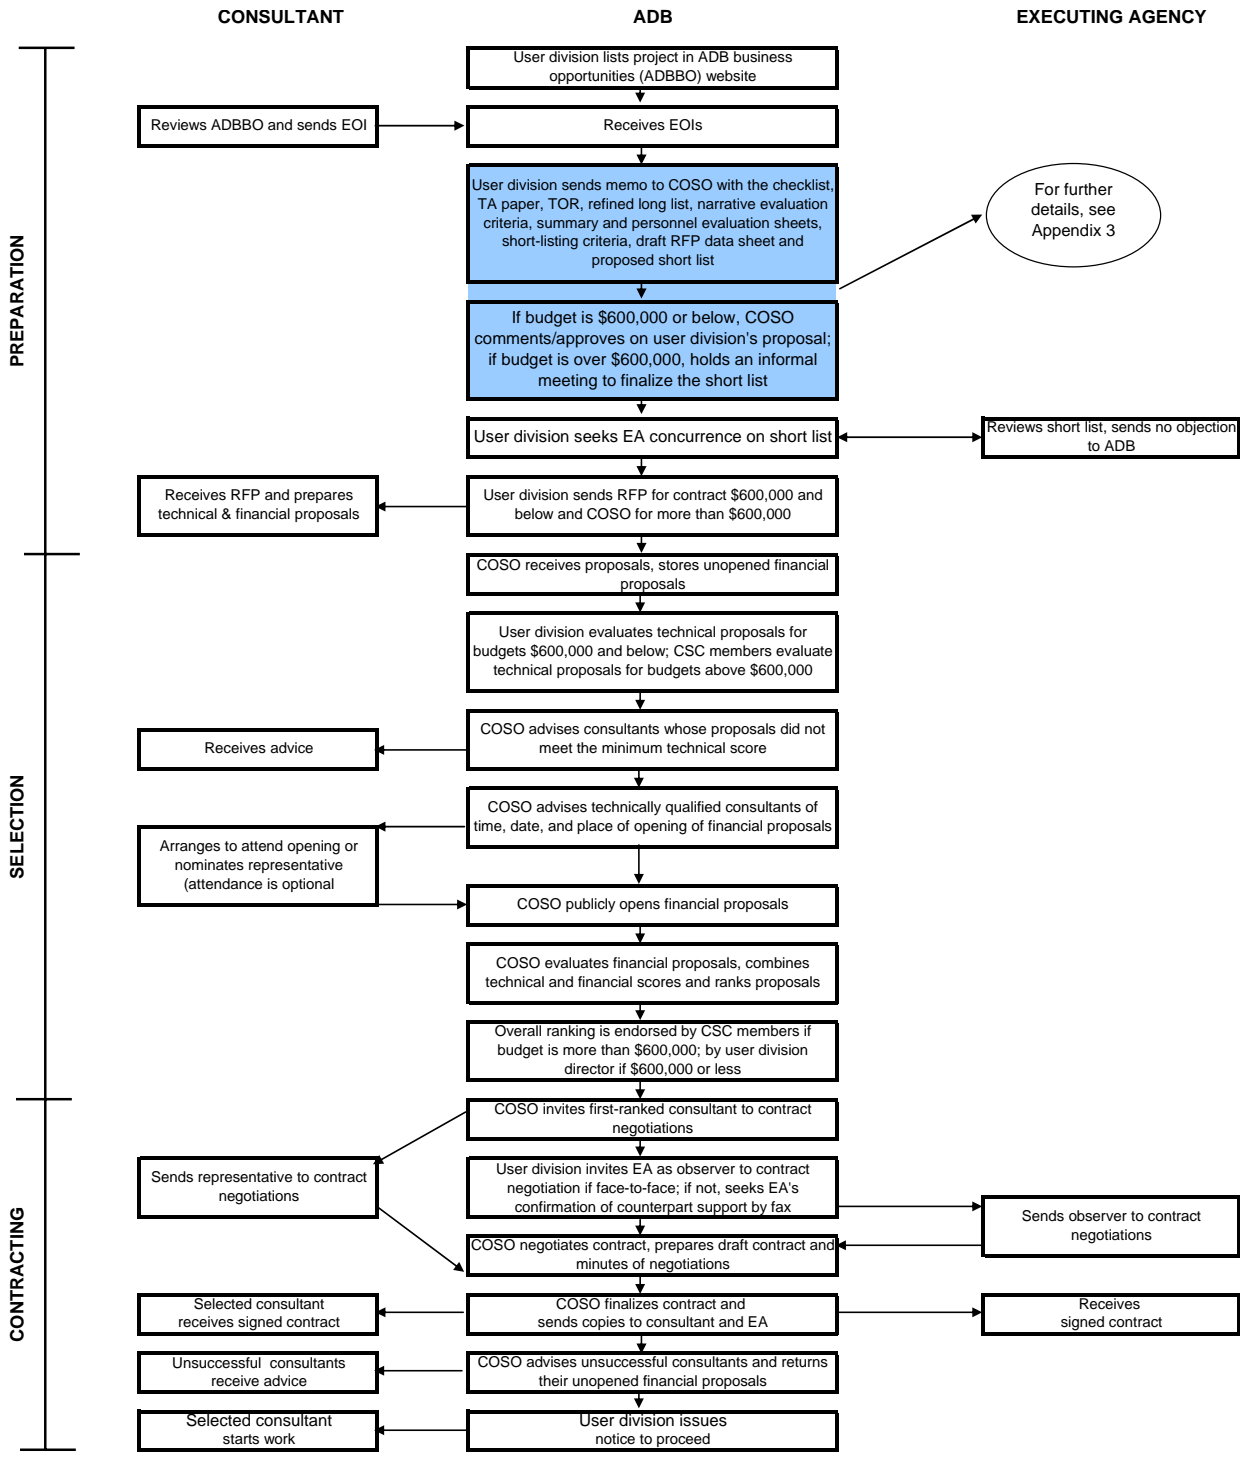 CONSULTANT
ADB
EXECUTING AGENCY
PREPARATION
User division lists project in ADB business
opportunities (ADBBO) website
Reviews ADBBO and sends EOI
Receives EOIs
User division sends memo to COSO with the checklist,
TA paper, TOR, refined long list, narrative evaluation
criteria, summary and personnel evaluation sheets,
short-listing criteria, draft RFP data sheet and
proposed short list
For further
details, see
Appendix 3
If budget is $600,000 or below, COSO
comments/approves on user division's proposal;
if budget is over $600,000, holds an informal
meeting to finalize the short list
User division seeks EA concurrence on short list
Reviews short list, sends no objection
to ADB
Receives RFP and prepares
technical & financial proposals
User division sends RFP for contract $600,000 and
below and COSO for more than $600,000
SELECTION
COSO receives proposals, stores unopened financial
proposals
User division evaluates technical proposals for
budgets $600,000 and below; CSC members evaluate
technical proposals for budgets above $600,000
COSO advises consultants whose proposals did not
meet the minimum technical score
Receives advice
COSO advises technically qualified consultants of
time, date, and place of opening of financial proposals
Arranges to attend opening or
nominates representative
(attendance is optional
COSO publicly opens financial proposals
COSO evaluates financial proposals, combines
technical and financial scores and ranks proposals
Overall ranking is endorsed by CSC members if
budget is more than $600,000; by user division
director if $600,000 or less
CONTRACTING
COSO invites first-ranked consultant to contract
negotiations
Sends representative to contract
negotiations
User division invites EA as observer to contract
negotiation if face-to-face; if not, seeks EA's
confirmation of counterpart support by fax
Sends observer to contract
negotiations
COSO negotiates contract, prepares draft contract and
minutes of negotiations
Selected consultant
receives signed contract
COSO finalizes contract and
sends copies to consultant and EA
Receives
signed contract
Unsuccessful consultants
receive advice
COSO advises unsuccessful consultants and returns
their unopened financial proposals
Selected consultant
starts work
User division issues
notice to proceed